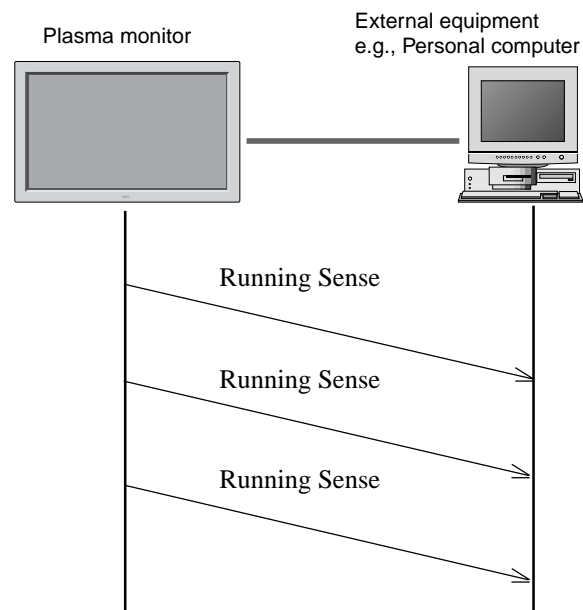 Plasma monitor
External equipment
e.g., Personal computer
Running Sense
Running Sense
Running Sense